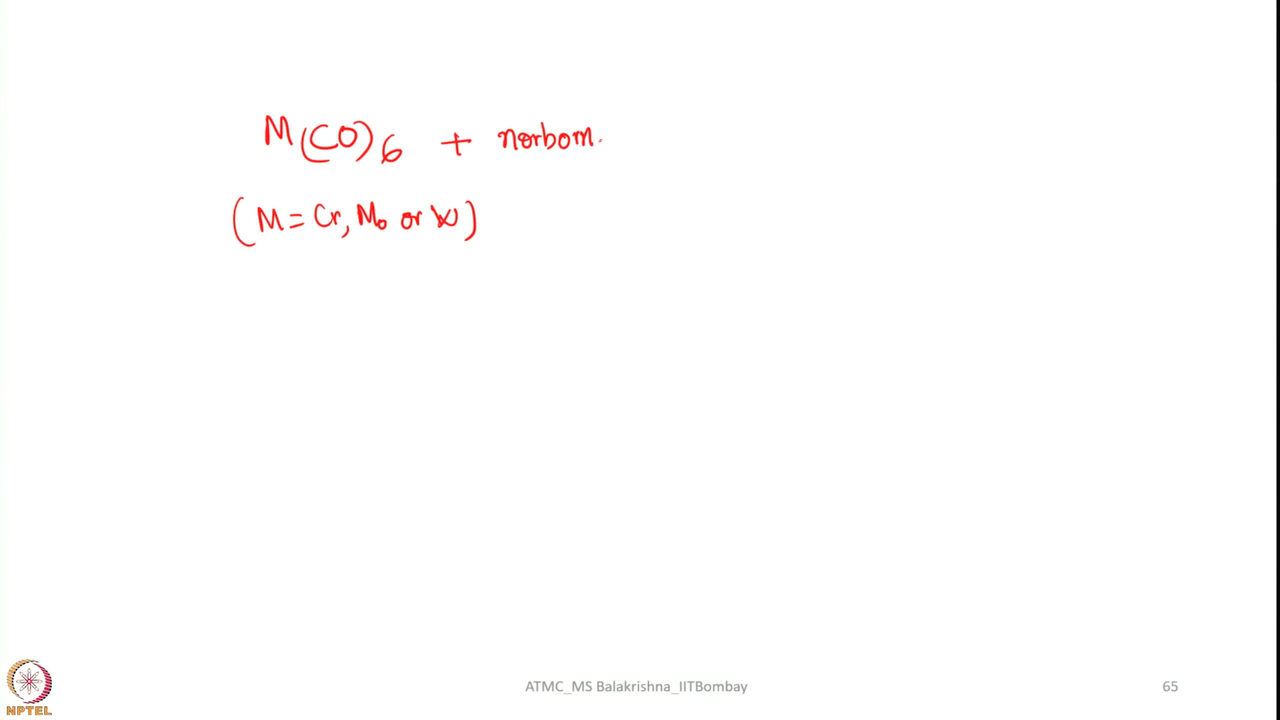 M(CO)6 + norborn.
(M = Cr, Mo or W)
NPTEL
ATMC_MS Balakrishna_IITBombay
65